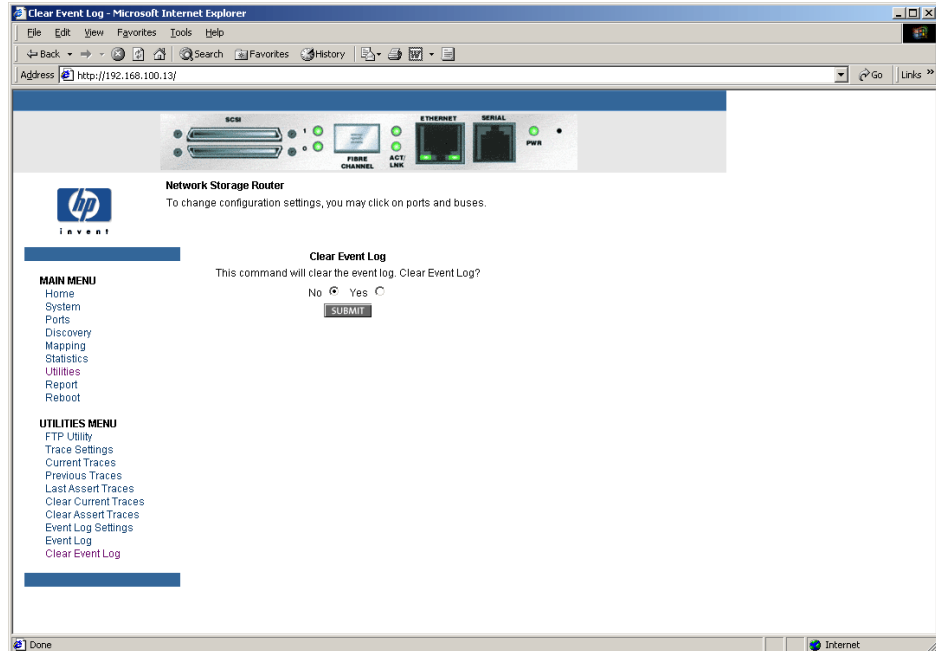 Clear Event Log - Microsoft Internet Explorer
File Edit View Favorites Tools Help
Back Search Favorites History
Address http://192.168.100.13/ Go Links »
SCSI ETHERNET SERIAL
1
0
FIBRE CHANNEL
ACT/ LNK
PWR
hp
invent
Network Storage Router
To change configuration settings, you may click on ports and buses.
Clear Event Log
This command will clear the event log. Clear Event Log?
No Yes
SUBMIT
MAIN MENU
Home
System
Ports
Discovery
Mapping
Statistics
Utilities
Report
Reboot
UTILITIES MENU
FTP Utility
Trace Settings
Current Traces
Previous Traces
Last Assert Traces
Clear Current Traces
Clear Assert Traces
Event Log Settings
Event Log
Clear Event Log
Done Internet